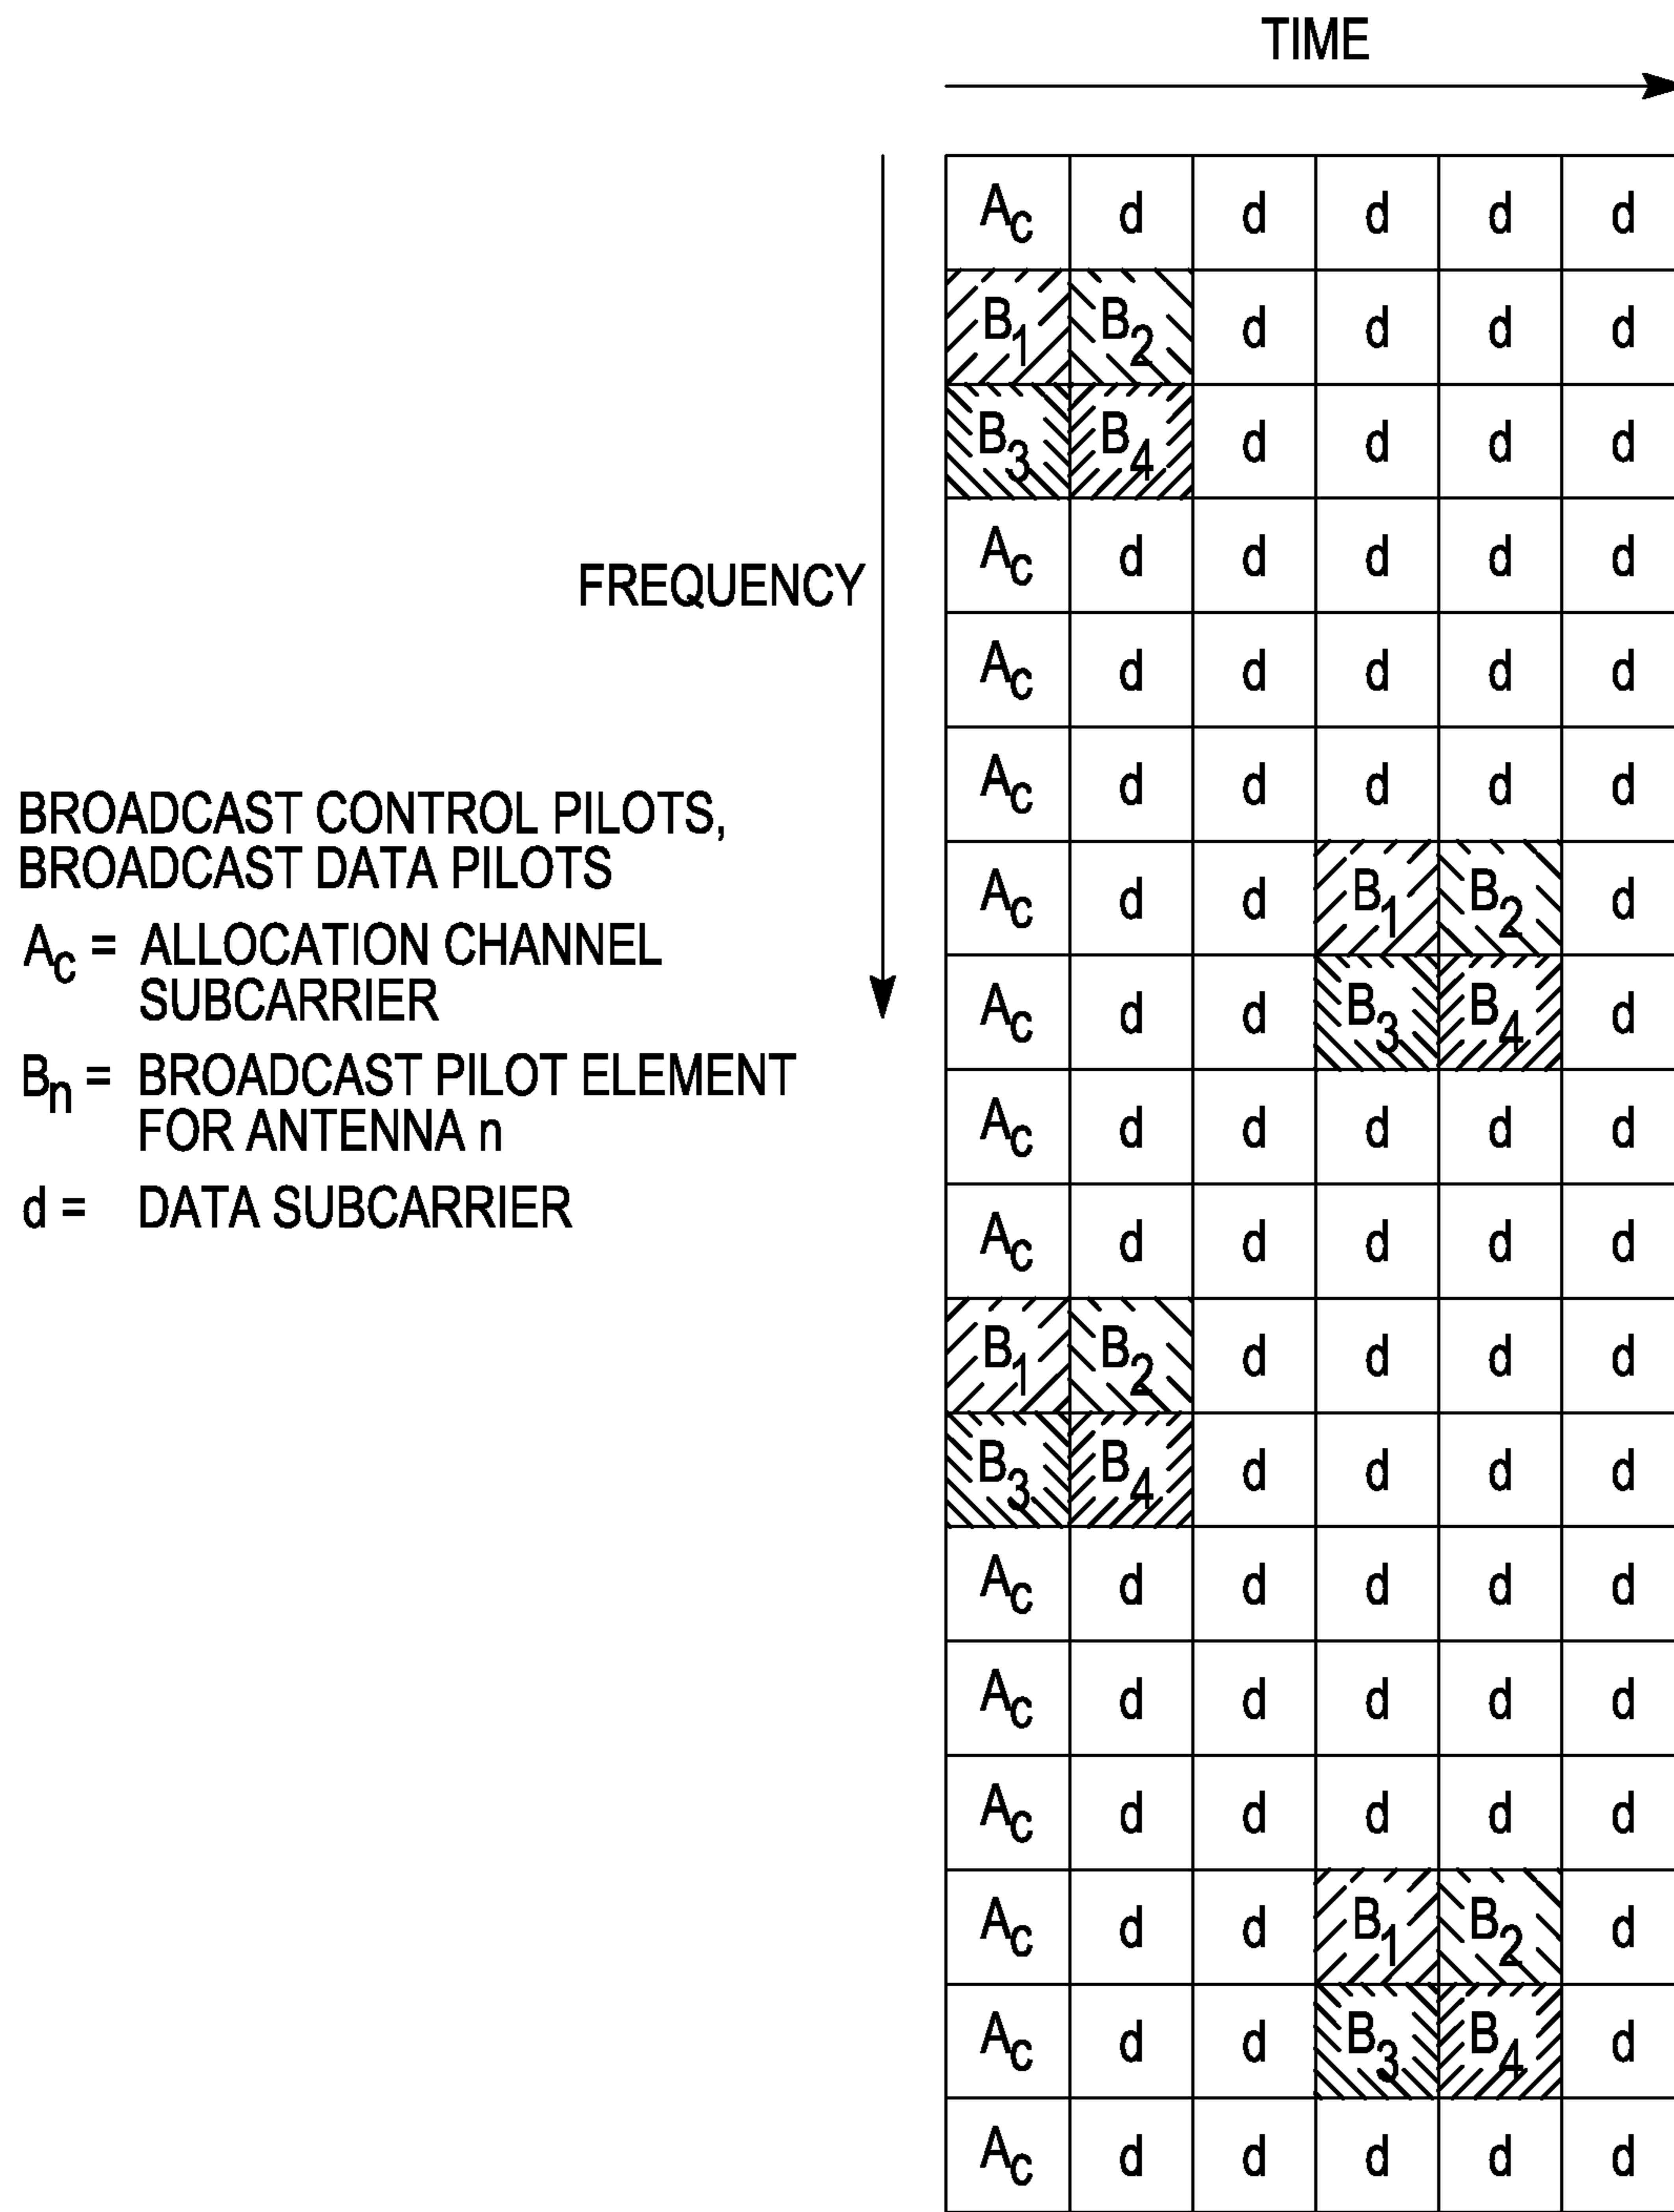 TIME
FREQUENCY
A_c d d d d d
B_1 B_2 d d d d
B_3 B_4 d d d d
A_c d d d d d
A_c d d d d d
A_c d d d d d
A_c d d B_1 B_2 d
A_c d d B_3 B_4 d
A_c d d d d d
A_c d d d d d
B_1 B_2 d d d d
B_3 B_4 d d d d
A_c d d d d d
A_c d d d d d
A_c d d d d d
A_c d d B_1 B_2 d
A_c d d B_3 B_4 d
A_c d d d d d
BROADCAST CONTROL PILOTS,
BROADCAST DATA PILOTS
A_c = ALLOCATION CHANNEL
SUBCARRIER
B_n = BROADCAST PILOT ELEMENT
FOR ANTENNA n
d = DATA SUBCARRIER